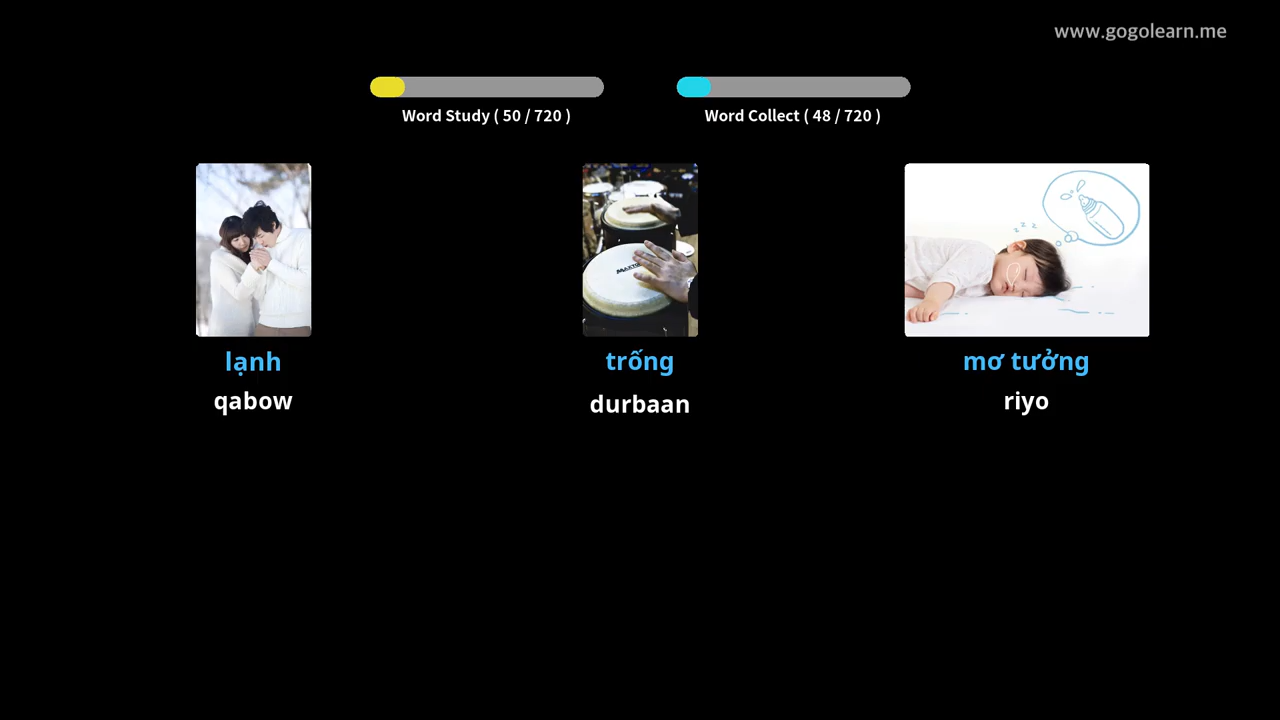 www.gogolearn.me
Word Study ( 50 / 720 )
Word Collect ( 48 / 720 )
z z z
lạnh
trống
mơ tưởng
qabow
durbaan
riyo